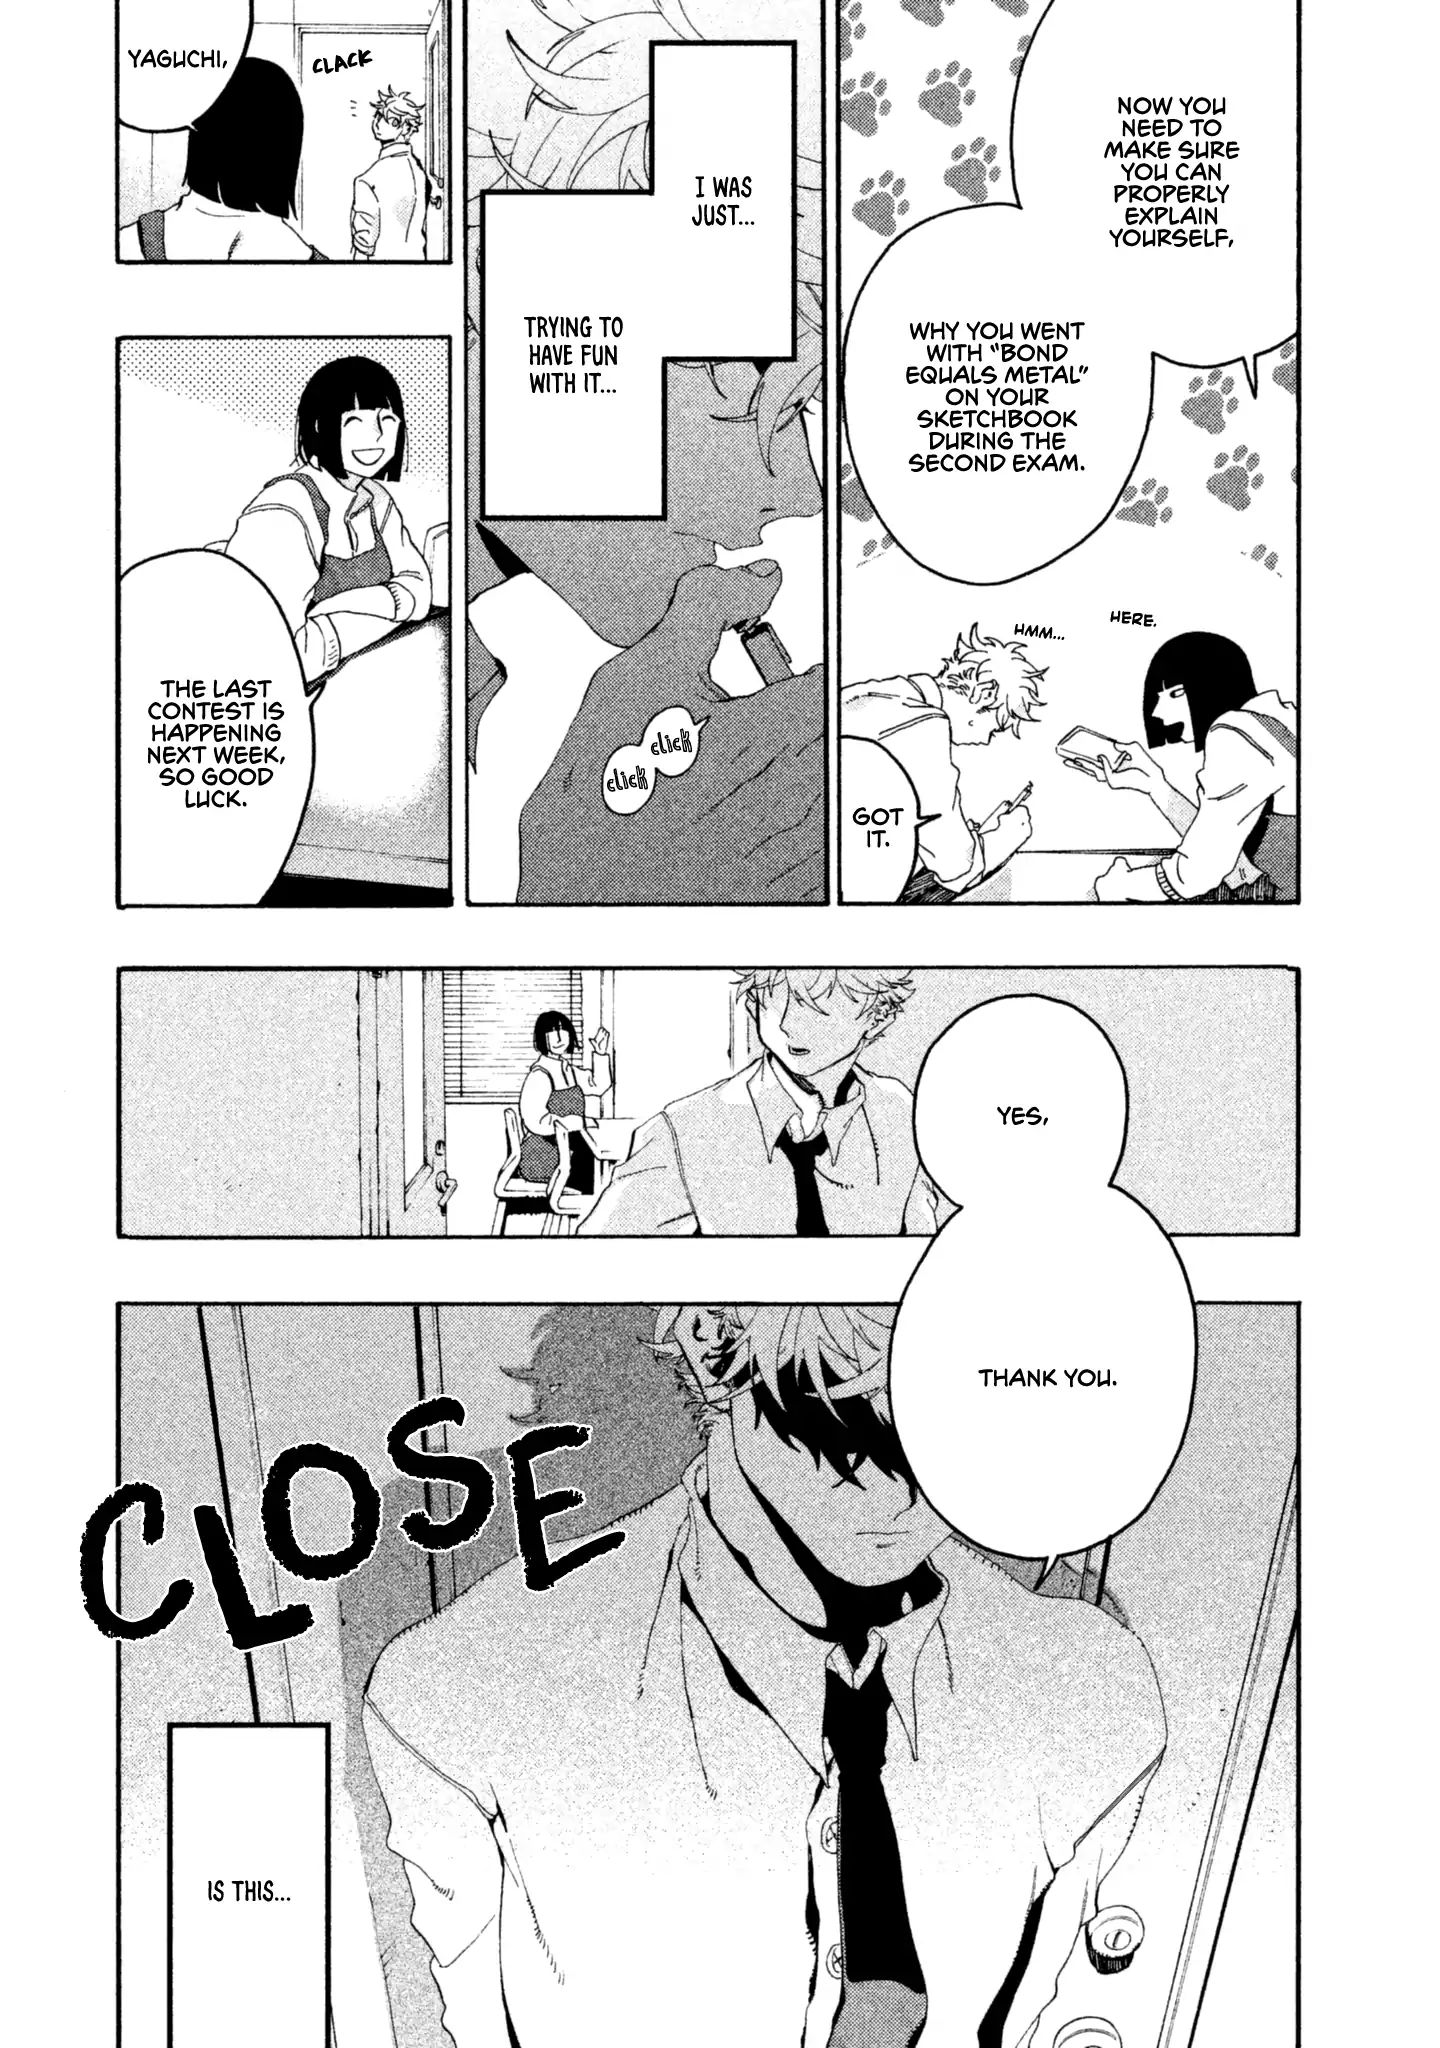 NOW YOU
NEED TO
MAKE SURE
YOU CAN
PROPERLY
EXPLAIN
YOURSELF,
WHY YOU WENT
WITH "BOND
EQUALS METAL"
ON YOUR
SKETCHBOOK
DURING THE
SECOND EXAM.
HERE.
HMM...
GOT
IT.
I WAS
JUST...
TRYING TO
HAVE FUN
WITH IT...
click
click
CLACK
YAGUCHI,
THE LAST
CONTEST IS
HAPPENING
NEXT WEEK,
SO GOOD
LUCK.
YES,
THANK YOU.
CLOSE
IS THIS...